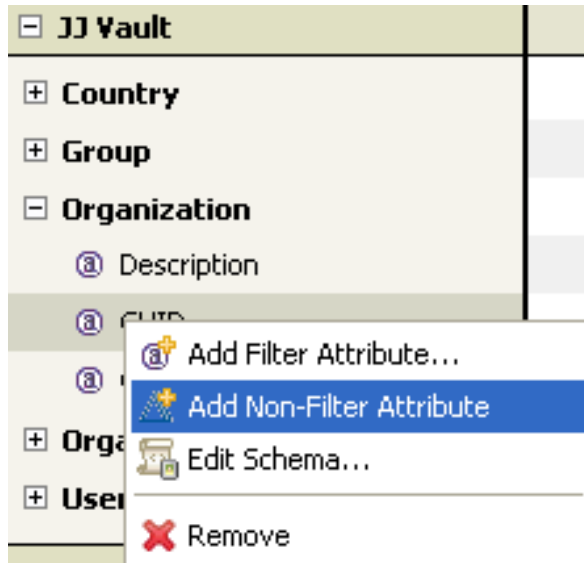 JJ Vault
Country
Group
Organization
Description
Add Filter Attribute...
Add Non-Filter Attribute
Edit Schema...
Remove